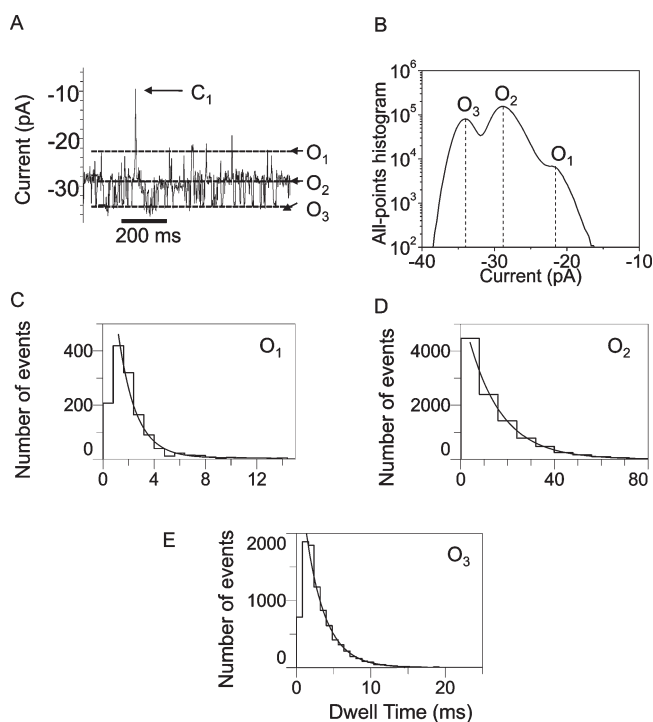 A
Current (pA)
-10
-20
-30
C1
O1
O2
O3
200 ms
B
All-points histogram
10^6
10^5
10^4
10^3
10^2
O3
O2
O1
-40
-30
-20
-10
Current (pA)
C
Number of events
400
200
0
O1
0
4
8
12
D
Number of events
4000
2000
0
O2
0
40
80
E
Number of events
2000
1000
0
O3
0
10
20
Dwell Time (ms)